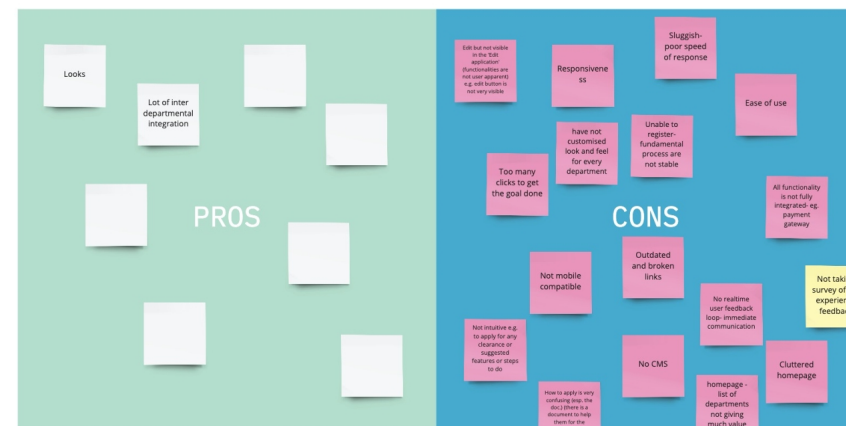 Looks
Lot of inter
departmental
integration
PROS
Edit but not visible
in the 'Edit
application'
(functionalities are
not user apparent)
e.g. edit button is
not very visible
Responsivene
ss
Sluggish-
poor speed
of response
Ease of use
have not
customised
look and feel
for every
department
Unable to
register-
fundamental
process are
not stable
Too many
clicks to get
the goal done
All functionality
is not fully
integrated- eg.
payment
gateway
CONS
Not mobile
compatible
Outdated
and broken
links
No realtime
user feedback
loop- immediate
communication
Not taki
survey of
experien
feedba
Not intuitive e.g.
to apply for any
clearance or
suggested
features or steps
to do
No CMS
Cluttered
homepage
How to apply is very
confusing (esp. the
doc.) (there is a
document to help
them for the
homepage -
list of
departments
not giving
much value